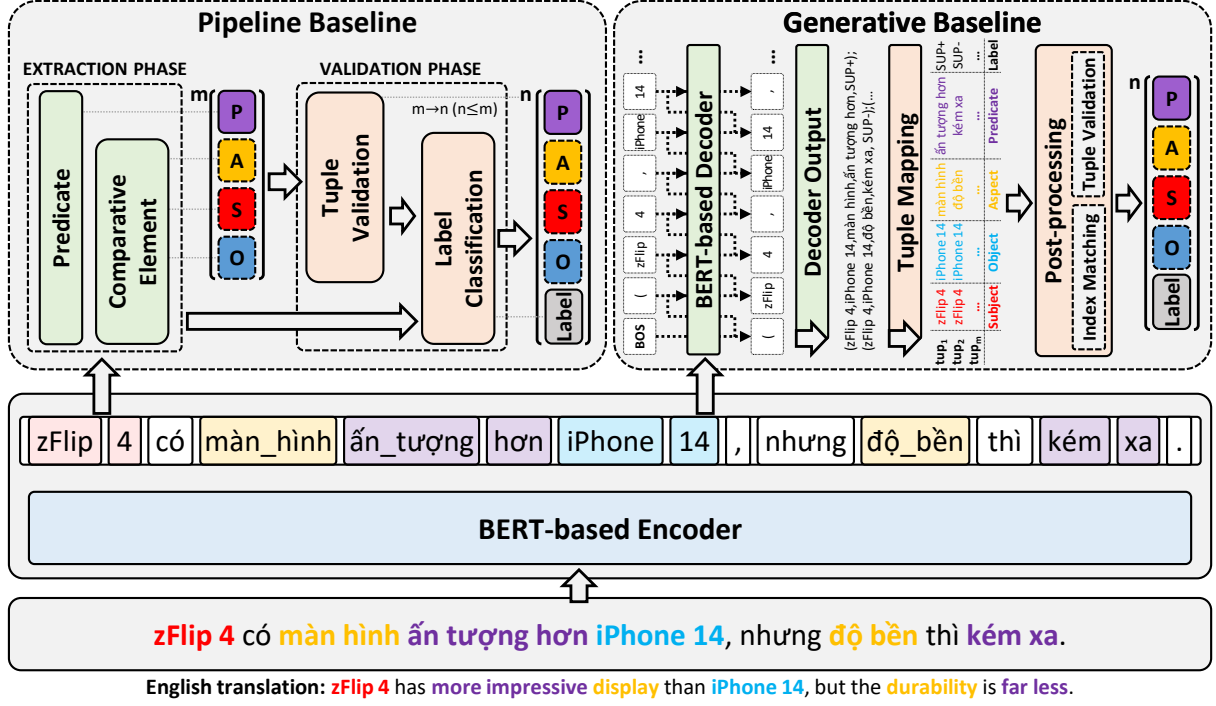 Pipeline Baseline
EXTRACTION PHASE
Predicate
Comparative
Element
m
P
A
S
O
VALIDATION PHASE
m→n (n≤m)
Tuple
Validation
Label
Classification
n
P
A
S
O
Label
Generative Baseline
BOS
(
zFlip
4
,
iPhone
14
...
BERT-based Decoder
(
zFlip
4
,
iPhone
14
,
...
Decoder Output
(zFlip 4,iPhone 14,màn hình,ấn tượng hơn,SUP+);
(zFlip 4,iPhone 14,độ bền,kém xa, SUP-);(...
Tuple Mapping
tup1 zFlip 4 iPhone 14 màn hình ấn tượng hơn SUP+
tup2 zFlip 4 iPhone 14 độ bền kém xa SUP-
tupm ... ... ... ... ...
Subject Object Aspect Predicate Label
Post-processing
Index Matching
Tuple Validation
n
P
A
S
O
Label
zFlip 4 có màn_hình ấn_tượng hơn iPhone 14 , nhưng độ_bền thì kém xa .
BERT-based Encoder
zFlip 4 có màn hình ấn tượng hơn iPhone 14, nhưng độ bền thì kém xa.
English translation: zFlip 4 has more impressive display than iPhone 14, but the durability is far less.